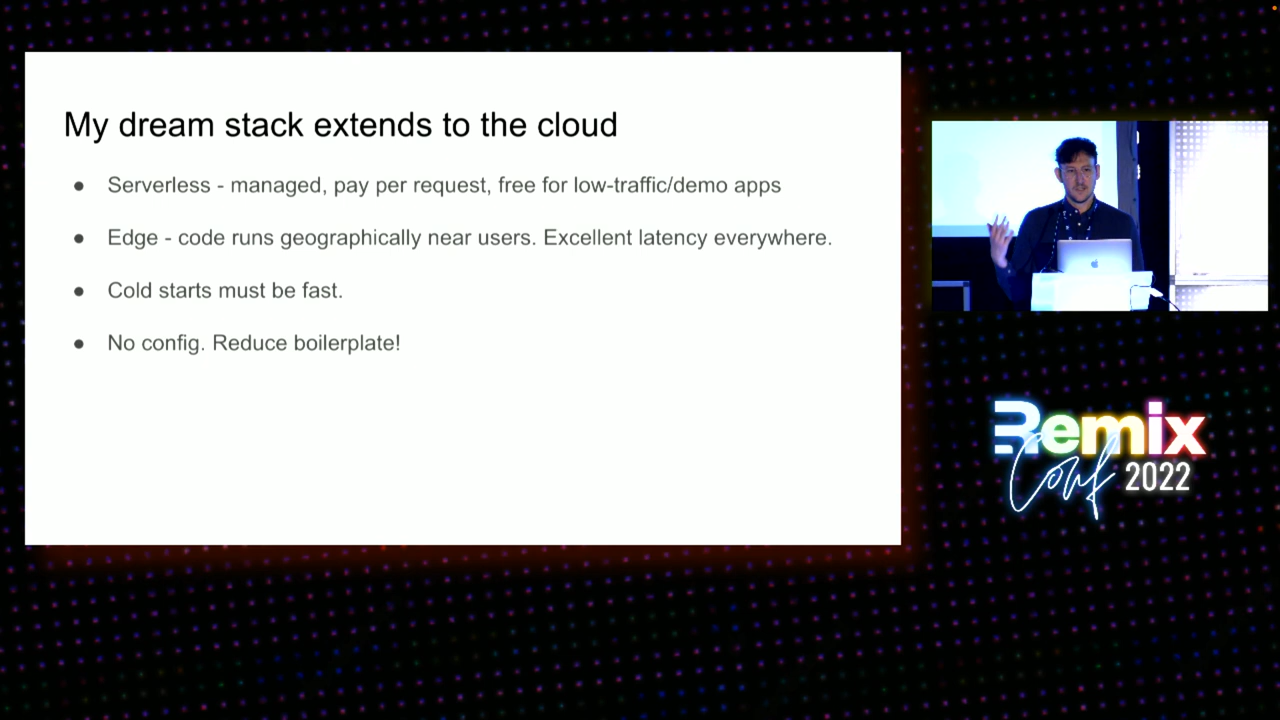 My dream stack extends to the cloud
● Serverless - managed, pay per request, free for low-traffic/demo apps
● Edge - code runs geographically near users. Excellent latency everywhere.
● Cold starts must be fast.
● No config. Reduce boilerplate!
Remix
Conf 2022